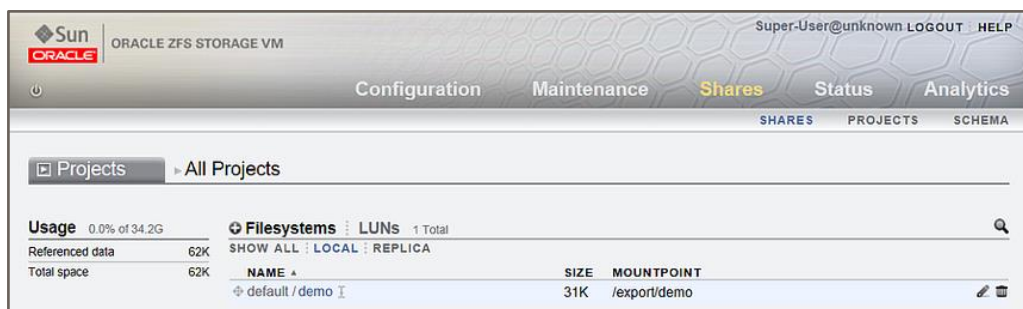 Super-User@unknown LOGOUT HELP
Sun
ORACLE
ORACLE ZFS STORAGE VM
Configuration Maintenance Shares Status Analytics
SHARES PROJECTS SCHEMA
Projects All Projects
Usage 0.0% of 34.2G
Referenced data 62K
Total space 62K
Filesystems LUNs 1 Total
SHOW ALL LOCAL REPLICA
NAME SIZE MOUNTPOINT
default / demo 31K /export/demo